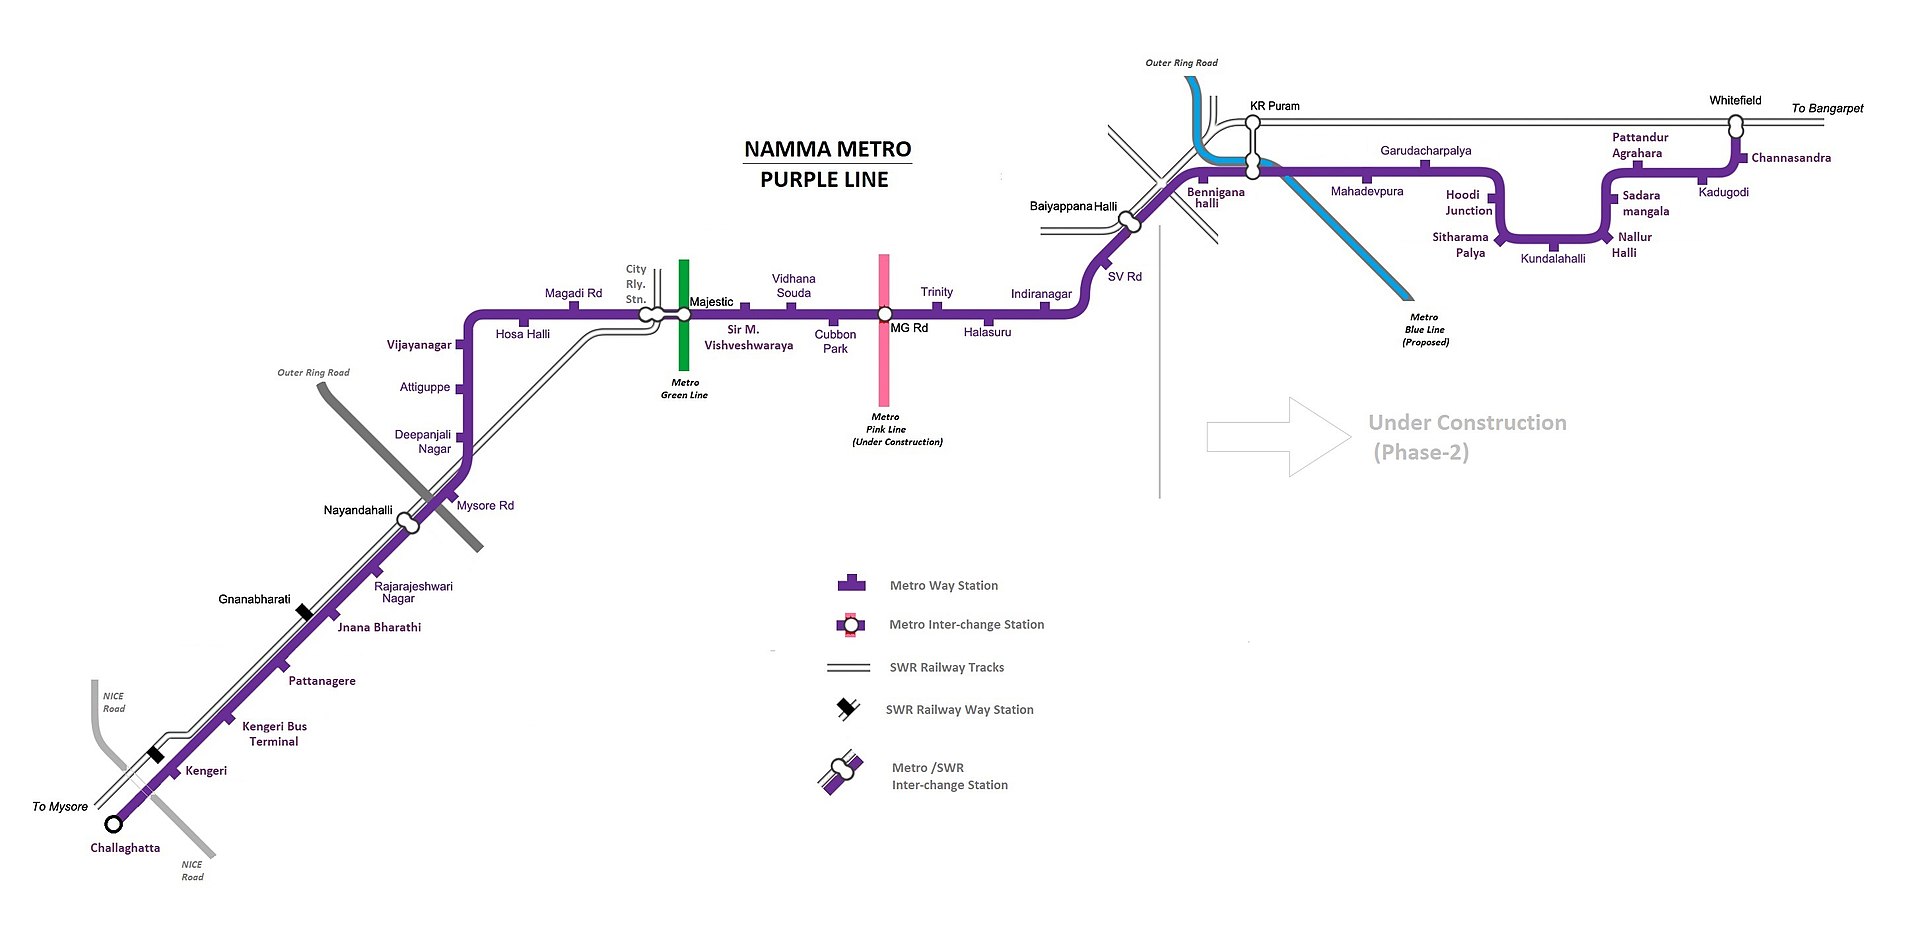 NAMMA METRO
PURPLE LINE
Outer Ring Road
KR Puram
Whitefield
To Bangarpet
Garudacharpalya
Pattandur
Agrahara
Channasandra
Bennigana
halli
Mahadevpura
Hoodi
Junction
Sadara
mangala
Kadugodi
Baiyappana Halli
Sitharama
Palya
Kundalahalli
Nallur
Halli
SV Rd
City
Rly.
Stn.
Magadi Rd
Majestic
Vidhana
Souda
Trinity
Indiranagar
Hosa Halli
Sir M.
Vishveshwaraya
Cubbon
Park
MG Rd
Halasuru
Metro
Blue Line
(Proposed)
Vijayanagar
Outer Ring Road
Attiguppe
Metro
Green Line
Metro
Pink Line
(Under Construction)
Under Construction
(Phase-2)
Deepanjali
Nagar
Nayandahalli
Mysore Rd
Rajarajeshwari
Nagar
Gnanabharati
Jnana Bharathi
Pattanagere
NICE
Road
Kengeri Bus
Terminal
Kengeri
To Mysore
Challaghatta
NICE
Road
Metro Way Station
Metro Inter-change Station
SWR Railway Tracks
SWR Railway Way Station
Metro /SWR
Inter-change Station